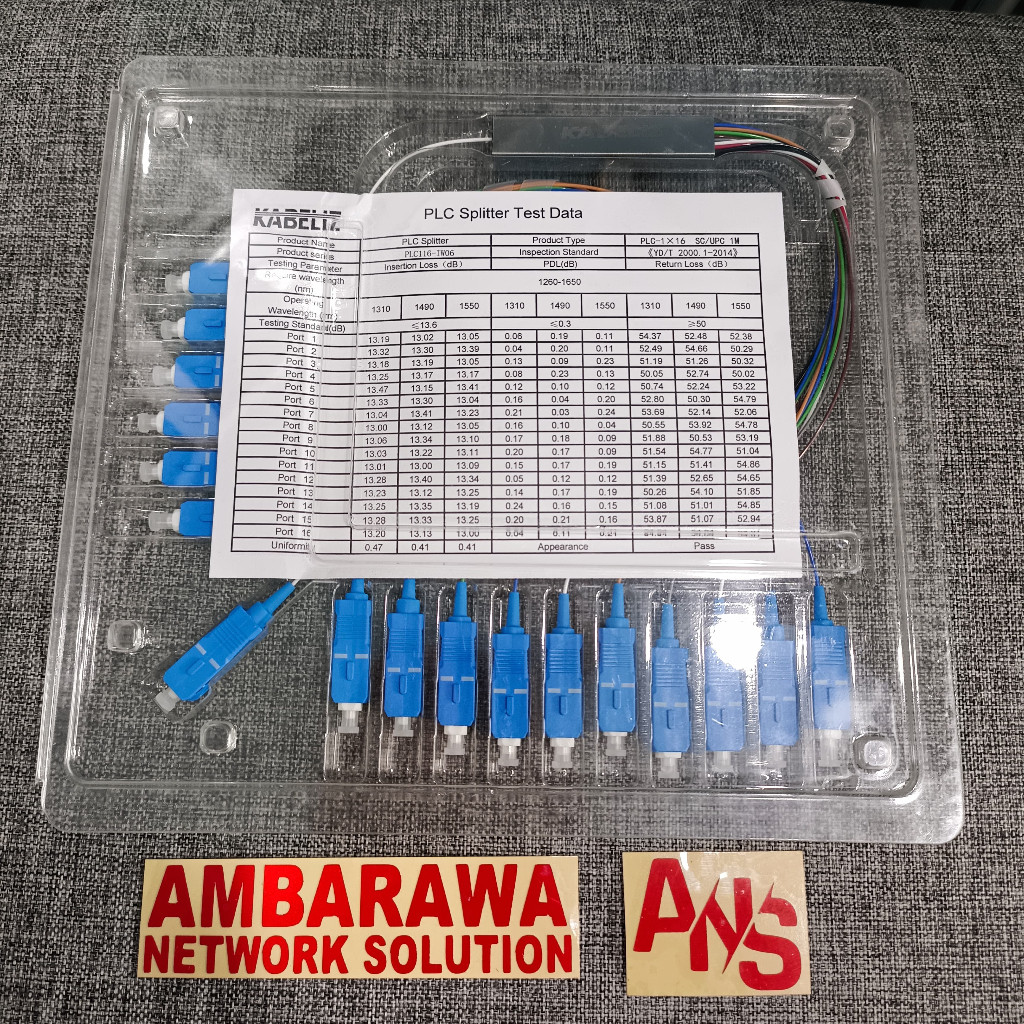 KABELIZ
PLC Splitter Test Data
Product Name PLC Splitter Product Type PLC-1×16 SC/UPC 1M
Product series PLC116-TW06 Inspection Standard 《YD/T 2000.1-2014》
Testing Parameter Insertion Loss (dB) PDL(dB) Return Loss (dB)
wavelength (nm) 1260-1650
Wavelength 1310 1490 1550 1310 1490 1550 1310 1490 1550
Testing Standard(dB) ≤13.6 ≤0.3 ≥50
Port 1 13.19 13.02 13.05 0.06 0.19 0.11 54.37 52.48 52.38
Port 2 13.32 13.30 13.39 0.04 0.20 0.11 52.49 54.66 50.29
Port 3 13.18 13.19 13.05 0.13 0.09 0.23 51.19 51.26 50.32
Port 4 13.25 13.17 13.17 0.08 0.23 0.13 50.05 52.74 50.02
Port 5 13.47 13.15 13.41 0.12 0.10 0.12 50.74 52.24 53.22
Port 6 13.33 13.30 13.04 0.16 0.04 0.20 52.80 50.30 54.79
Port 7 13.04 13.41 13.23 0.21 0.03 0.24 53.69 52.14 52.06
Port 8 13.00 13.12 13.05 0.16 0.10 0.04 50.55 53.92 54.78
Port 9 13.06 13.34 13.10 0.17 0.18 0.09 51.88 50.53 53.19
Port 10 13.03 13.22 13.11 0.20 0.17 0.09 51.54 54.77 51.04
Port 11 13.01 13.00 13.09 0.15 0.17 0.19 51.15 51.41 54.86
Port 12 13.28 13.40 13.34 0.05 0.12 0.12 51.39 52.65 54.65
Port 13 13.23 13.12 13.25 0.14 0.17 0.19 50.26 54.10 51.85
Port 14 13.25 13.35 13.19 0.24 0.16 0.15 51.08 51.01 54.85
Port 15 13.28 13.33 13.25 0.20 0.21 0.16 53.87 51.07 52.94
Port 16 13.20 13.13 13.00 0.04 0.11 0.21
Uniformity 0.47 0.41 0.41 Appearance Pass
AMBARAWA
NETWORK SOLUTION
ANS